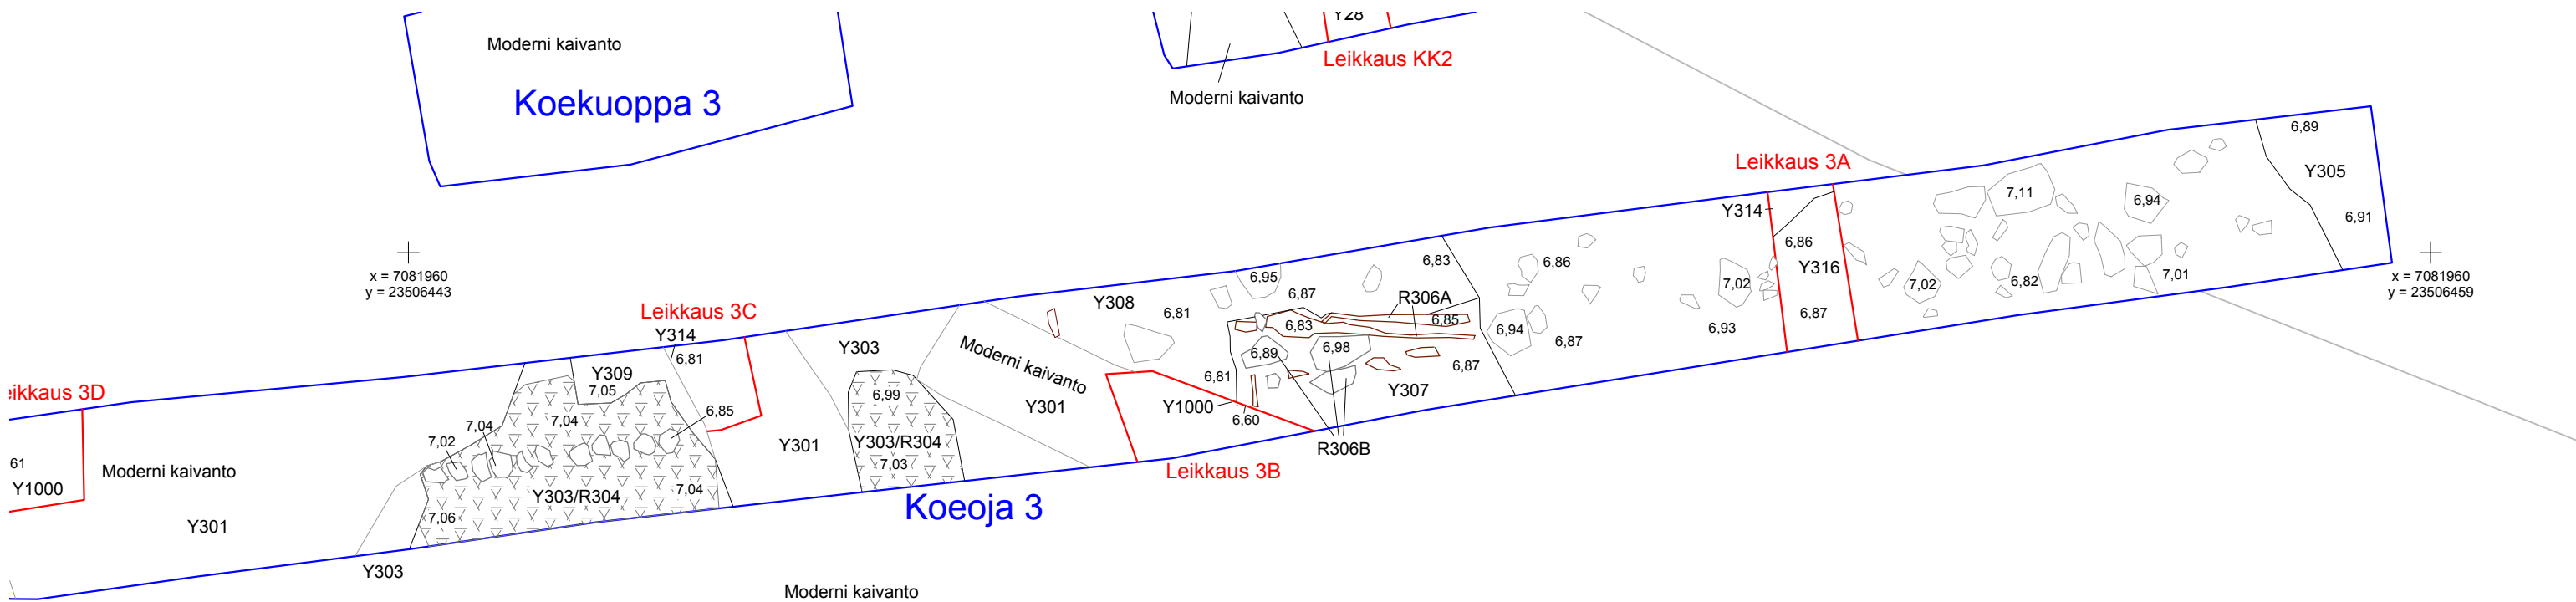 Moderni kaivanto
Koekuoppa 3
Y28
Leikkaus KK2
Moderni kaivanto
Leikkaus 3A
6,89
Y305
6,91
7,11
6,94
Y314
6,86
Y316
6,87
7,02
6,82
7,01
x = 7081960
y = 23506443
x = 7081960
y = 23506459
6,83
6,86
6,95
6,87
7,02
6,93
6,94
6,87
Y308
6,81
R306A
6,85
6,83
6,89
6,98
6,87
Y307
6,81
Y1000
6,60
R306B
Leikkaus 3B
Leikkaus 3C
Y314
6,81
Y303
Moderni kaivanto
Y301
Y309
7,05
6,99
6,85
7,04
7,04
7,02
Y301
Y303/R304
7,03
Y303/R304
7,04
7,06
Koeoja 3
eikkaus 3D
61
Y1000
Moderni kaivanto
Y301
Y303
Moderni kaivanto